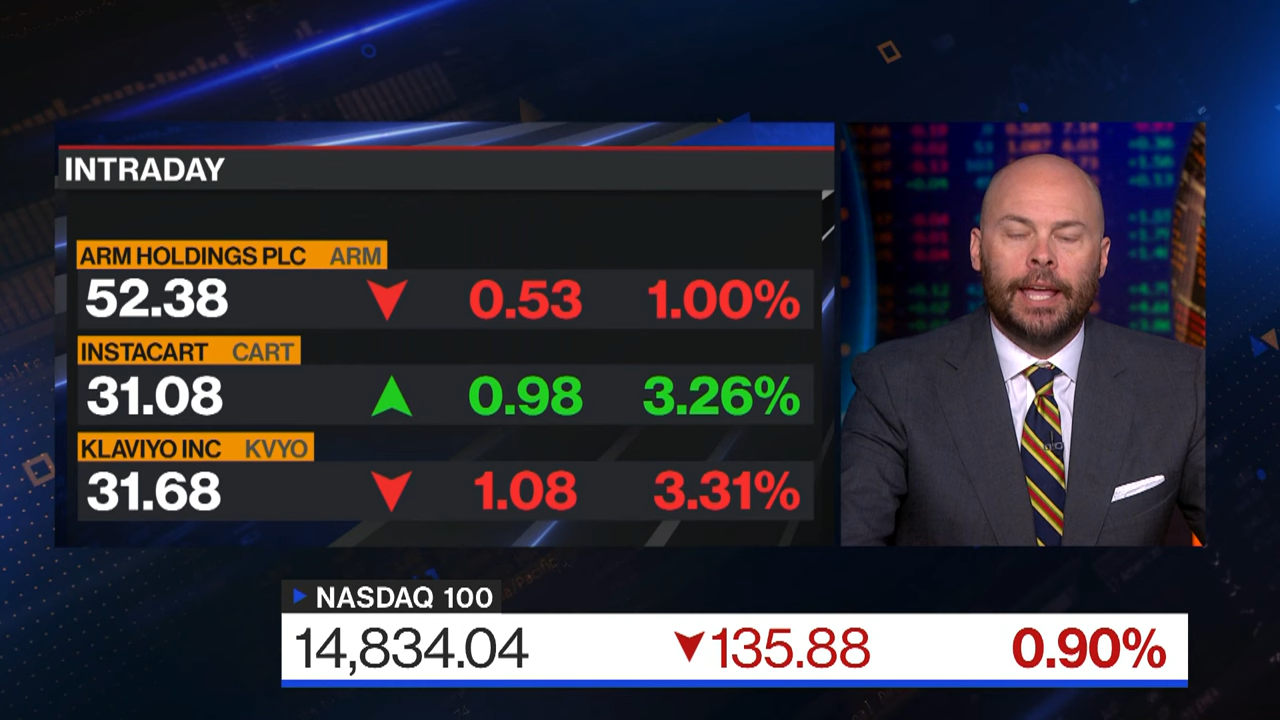 INTRADAY
ARM HOLDINGS PLC ARM
52.38 ▼ 0.53 1.00%
INSTACART CART
31.08 ▲ 0.98 3.26%
KLAVIYO INC KVYO
31.68 ▼ 1.08 3.31%
NASDAQ 100
14,834.04 ▼135.88 0.90%